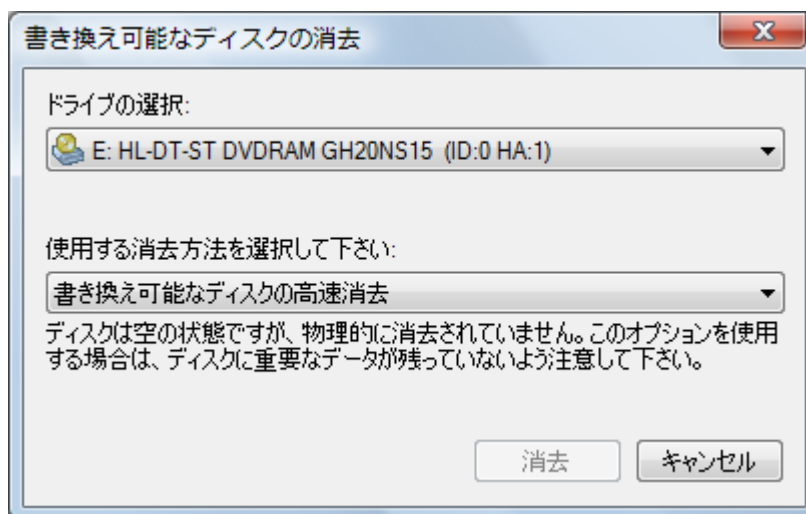 書き換え可能なディスクの消去
ドライブの選択:
E: HL-DT-ST DVDRAM GH20NS15 (ID:0 HA:1)
使用する消去方法を選択して下さい:
書き換え可能なディスクの高速消去
ディスクは空の状態ですが、物理的に消去されていません。このオプションを使用
する場合は、ディスクに重要なデータが残っていないよう注意して下さい。
消去
キャンセル